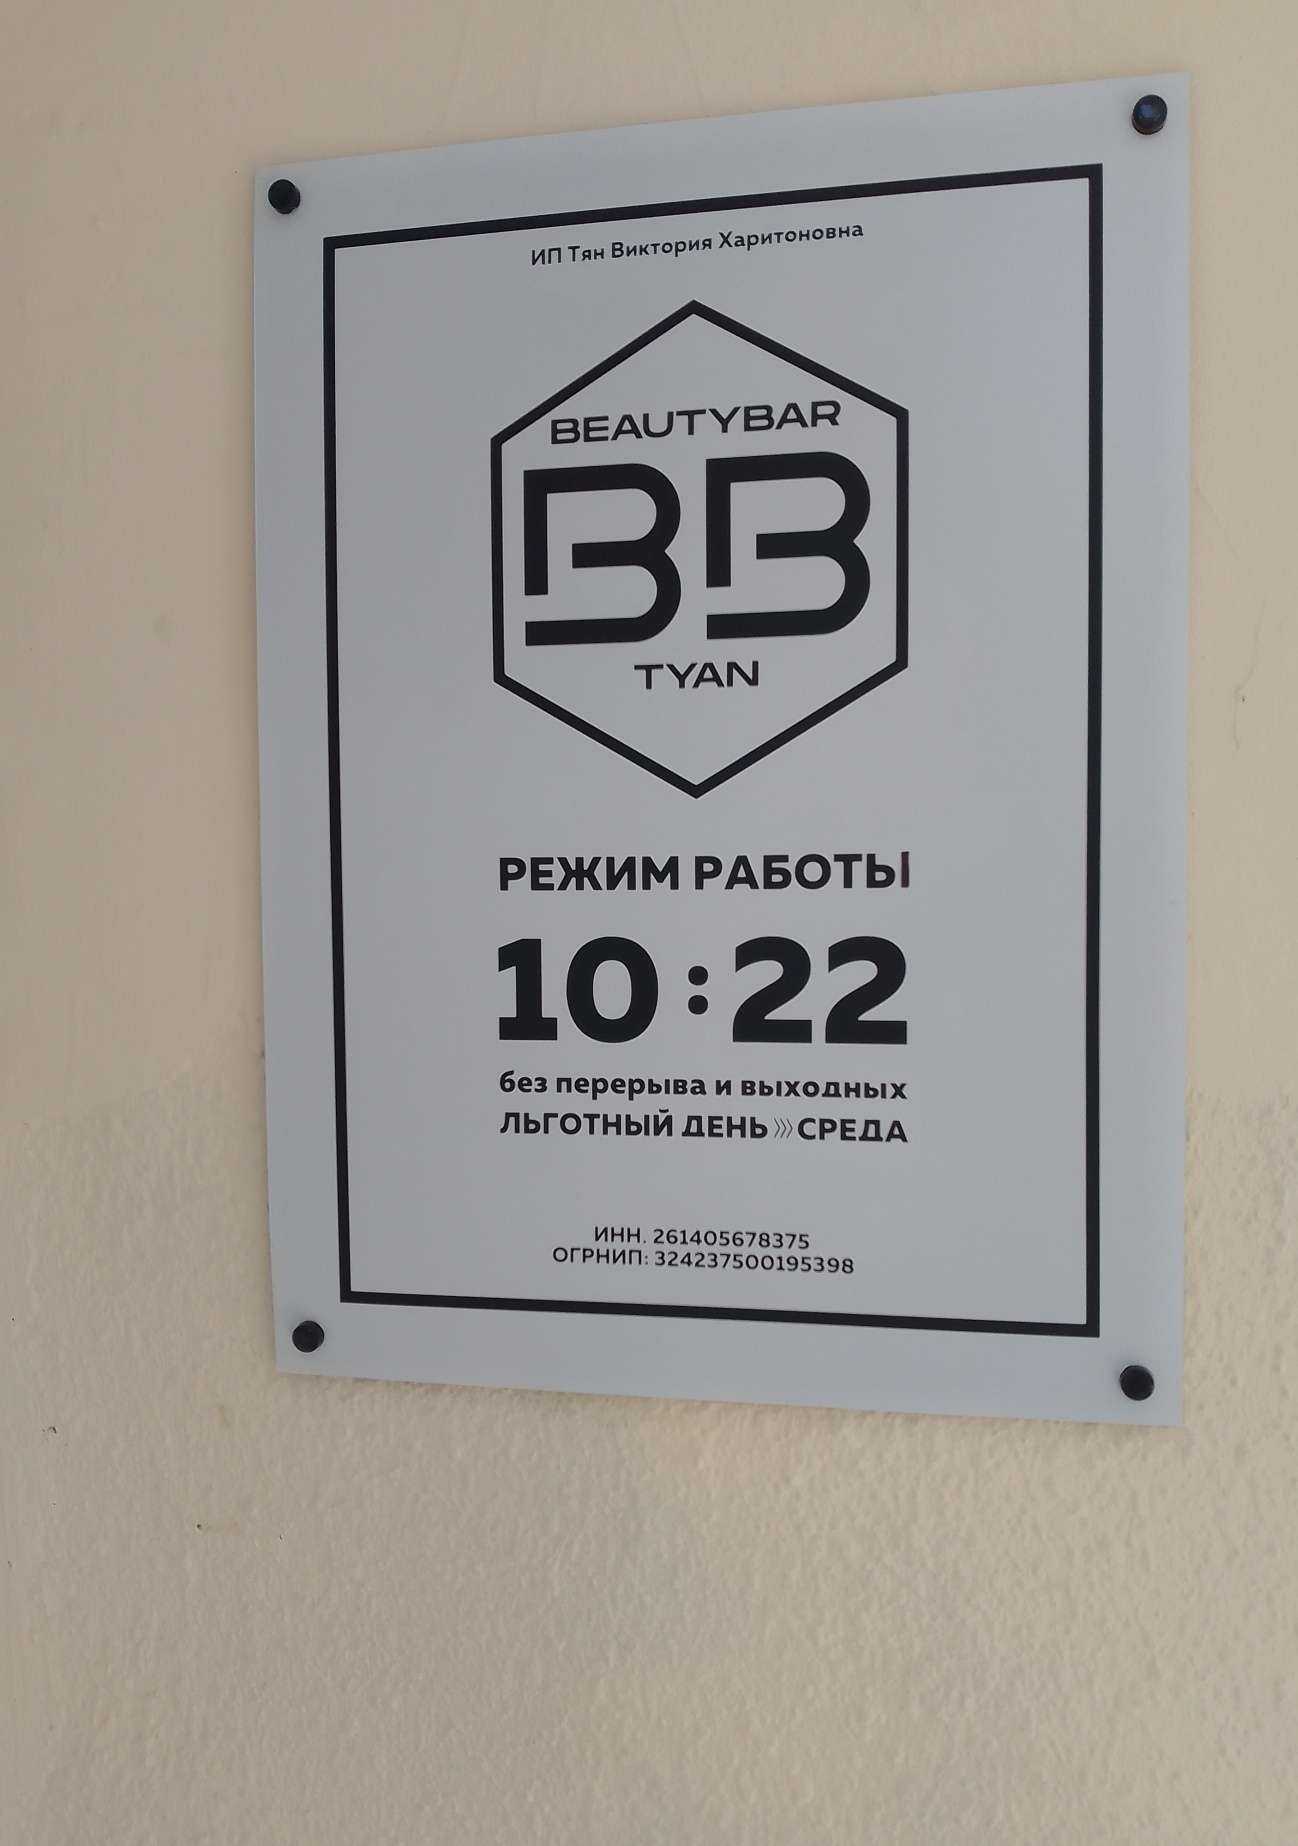 ИП Тян Виктория Харитоновна
BEAUTYBAR
BB
TYAN
РЕЖИМ РАБОТЫ
10:22
без перерыва и выходных
ЛЬГОТНЫЙ ДЕНЬ»›СРЕДА
ИНН. 261405678375
ОГРНИП: 324237500195398